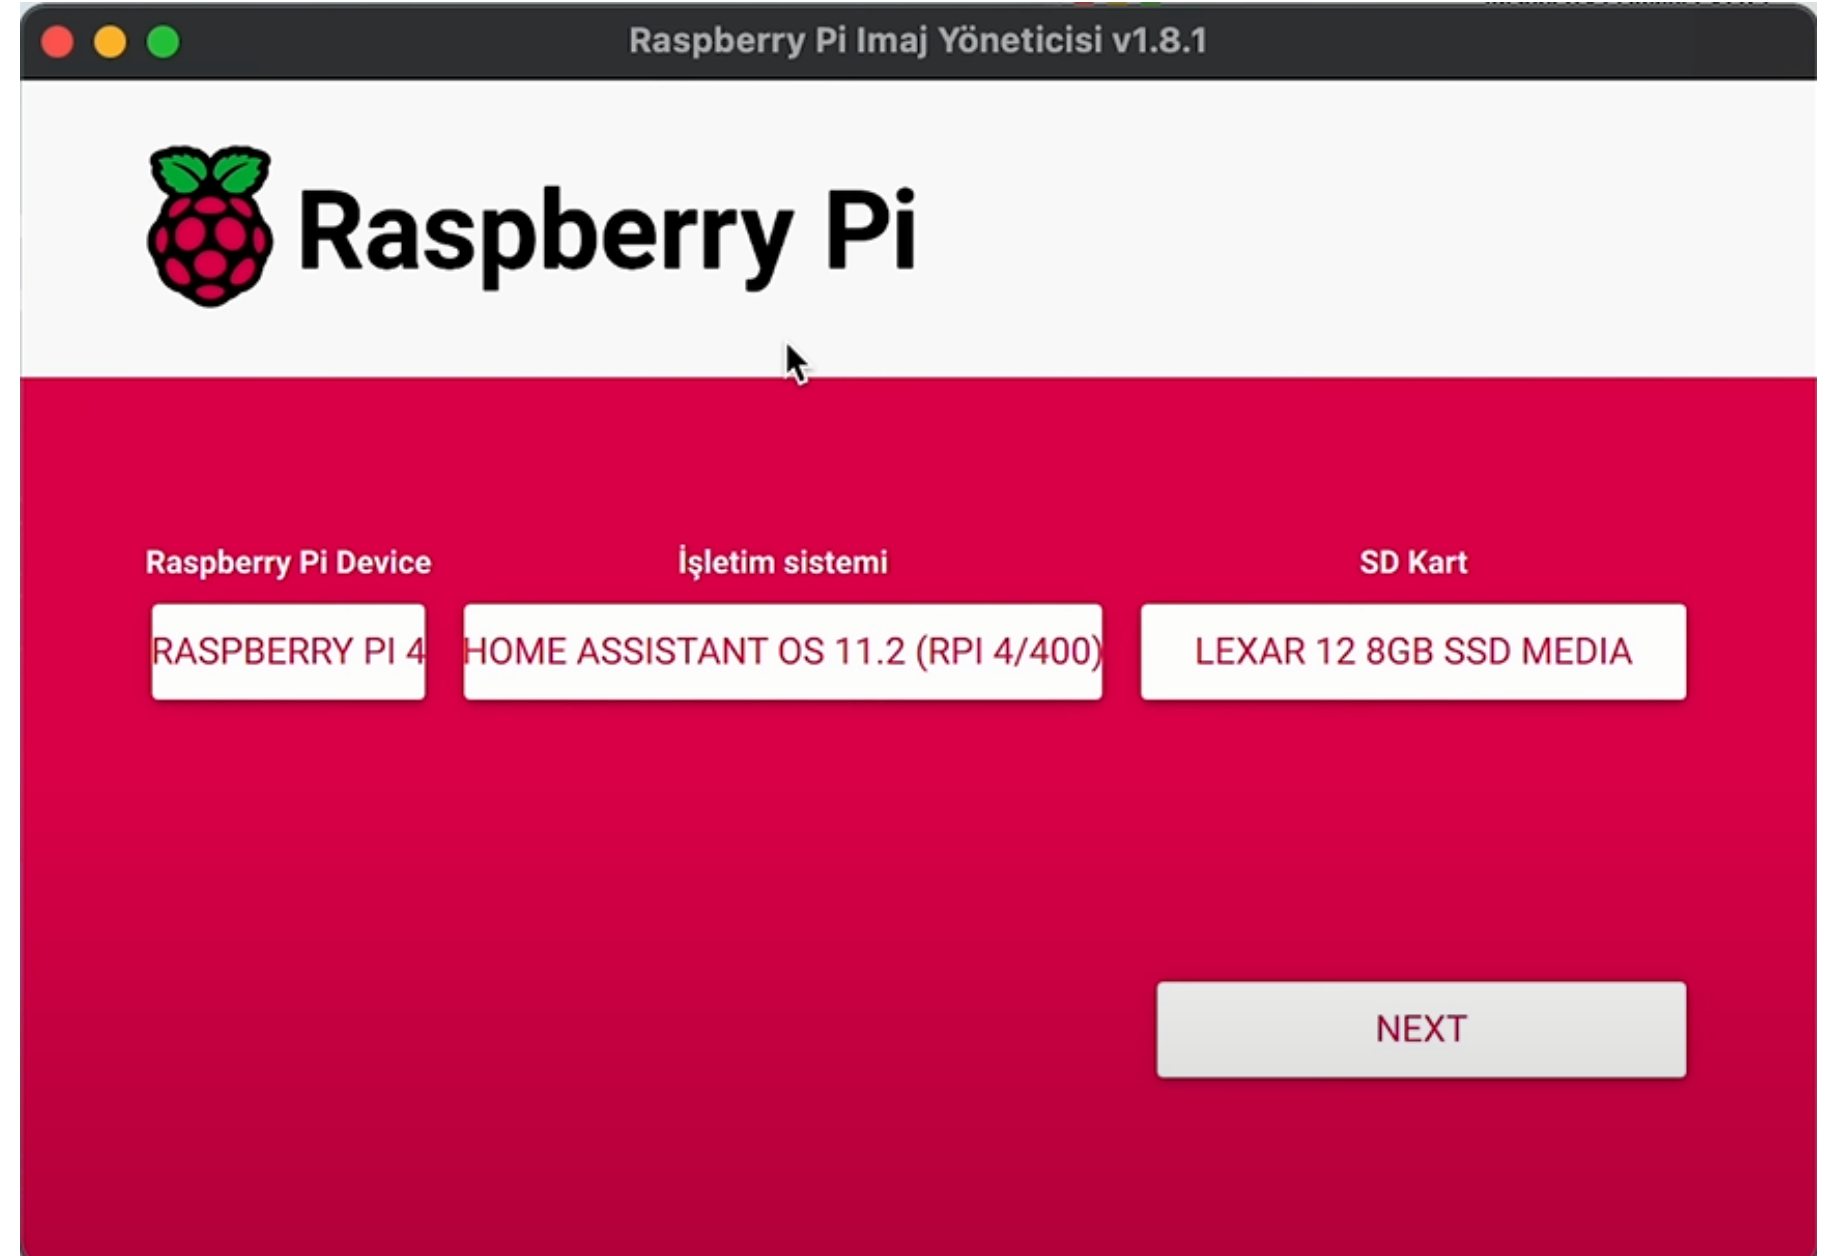 Raspberry Pi Imaj Yöneticisi v1.8.1
Raspberry Pi
Raspberry Pi Device
İşletim sistemi
SD Kart
RASPBERRY PI 4
HOME ASSISTANT OS 11.2 (RPI 4/400)
LEXAR 12 8GB SSD MEDIA
NEXT